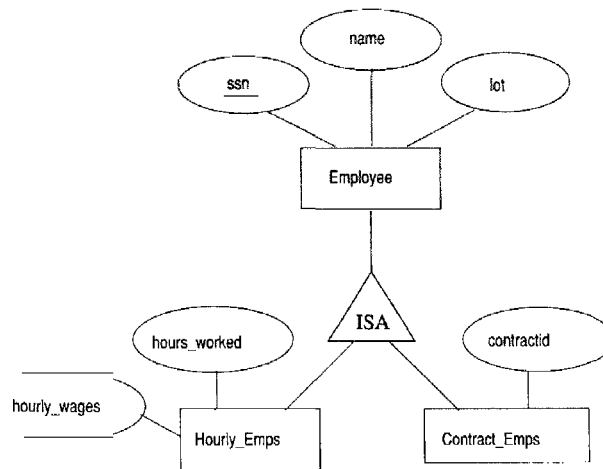 name
ssn
lot
Employee
ISA
hours_worked
contractid
hourly_wages
Hourly_Emps
Contract_Emps